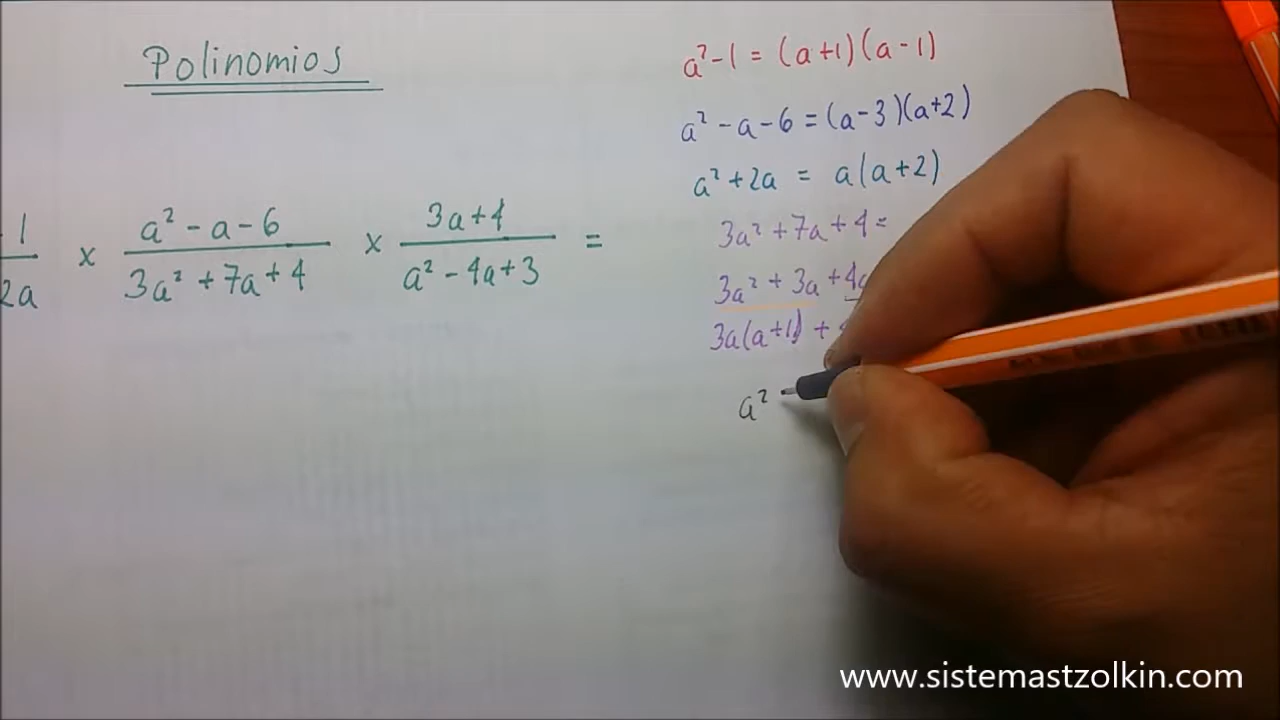 Polinomios
a² - 1 = (a+1)(a-1)
a² - a - 6 = (a-3)(a+2)
a² + 2a = a(a+2)
3a² + 7a + 4 =
3a² + 3a + 4a
3a(a+1) +
a²
1 × a² - a - 6 × 3a+4 =
2a 3a² + 7a + 4 a² - 4a + 3
www.sistemastzolkin.com